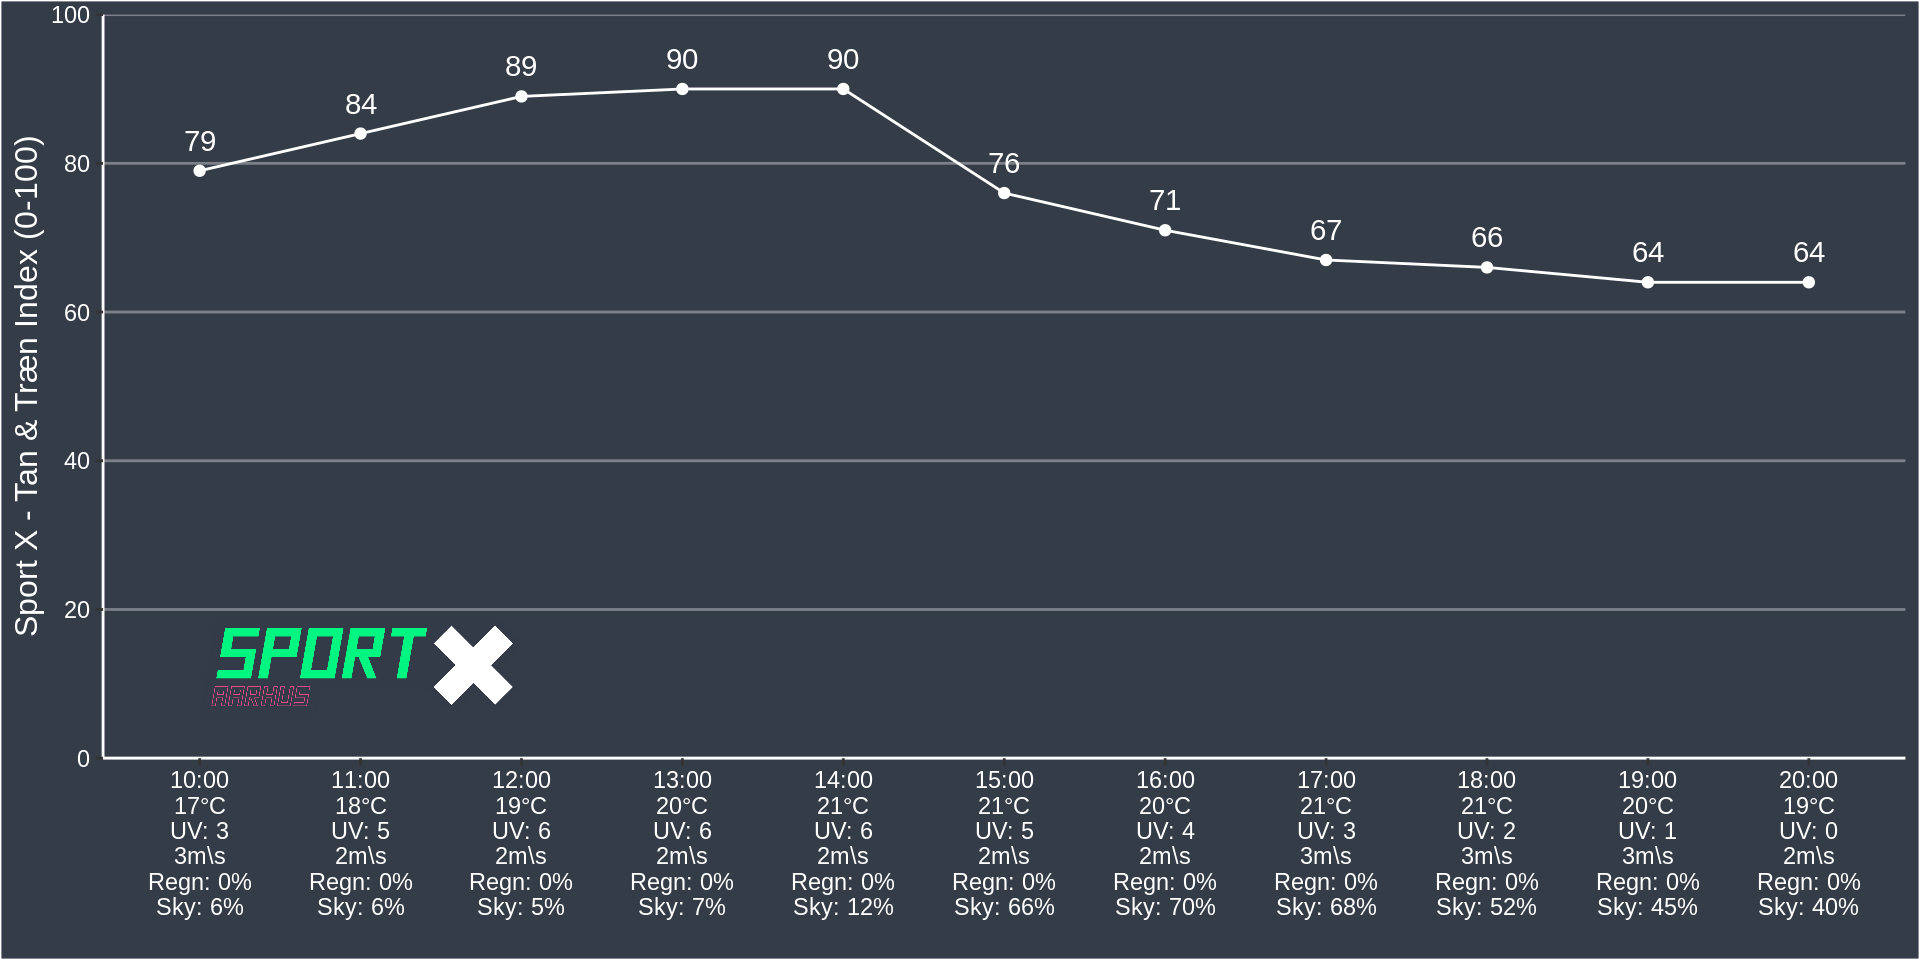 Sport X - Tan & Træn Index (0-100)
100
80
60
40
20
0
79
84
89
90
90
76
71
67
66
64
64
SPORT X
AARHUS
10:00
17°C
UV: 3
3m\s
Regn: 0%
Sky: 6%
11:00
18°C
UV: 5
2m\s
Regn: 0%
Sky: 6%
12:00
19°C
UV: 6
2m\s
Regn: 0%
Sky: 5%
13:00
20°C
UV: 6
2m\s
Regn: 0%
Sky: 7%
14:00
21°C
UV: 6
2m\s
Regn: 0%
Sky: 12%
15:00
21°C
UV: 5
2m\s
Regn: 0%
Sky: 66%
16:00
20°C
UV: 4
2m\s
Regn: 0%
Sky: 70%
17:00
21°C
UV: 3
3m\s
Regn: 0%
Sky: 68%
18:00
21°C
UV: 2
3m\s
Regn: 0%
Sky: 52%
19:00
20°C
UV: 1
3m\s
Regn: 0%
Sky: 45%
20:00
19°C
UV: 0
2m\s
Regn: 0%
Sky: 40%